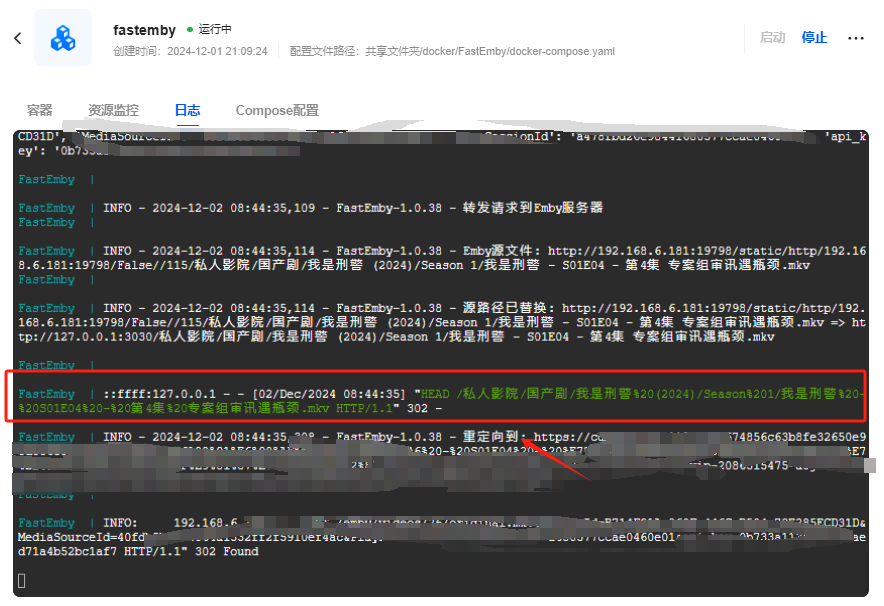 fastemby 运行中
创建时间：2024-12-01 21:09:24 配置文件路径：共享文件夹/docker/FastEmby/docker-compose.yaml
启动 停止 ···
容器 资源监控 日志 Compose配置
CD31D', 'MediaSource 'api_k
ey': '0b733a
FastEmby |
FastEmby | INFO - 2024-12-02 08:44:35,109 - FastEmby-1.0.38 - 转发请求到Emby服务器
FastEmby |
FastEmby | INFO - 2024-12-02 08:44:35,114 - FastEmby-1.0.38 - Emby源文件: http://192.168.6.181:19798/static/http/192.16
8.6.181:19798/False//115/私人影院/国产剧/我是刑警 (2024)/Season 1/我是刑警 - S01E04 - 第4集 专案组审讯遇瓶颈.mkv
FastEmby |
FastEmby | INFO - 2024-12-02 08:44:35,114 - FastEmby-1.0.38 - 源路径已替换: http://192.168.6.181:19798/static/http/192.
168.6.181:19798/False//115/私人影院/国产剧/我是刑警 (2024)/Season 1/我是刑警 - S01E04 - 第4集 专案组审讯遇瓶颈.mkv => ht
tp://127.0.0.1:3030/私人影院/国产剧/我是刑警 (2024)/Season 1/我是刑警 - S01E04 - 第4集 专案组审讯遇瓶颈.mkv
FastEmby |
FastEmby | ::ffff:127.0.0.1 - - [02/Dec/2024 08:44:35] "HEAD /私人影院/国产剧/我是刑警%20(2024)/Season%201/我是刑警%20-
%20S01E04%20-%20第4集%20专案组审讯遇瓶颈.mkv HTTP/1.1" 302 -
FastEmby | INFO - 2024-12-02 08:44:35, - FastEmby-1.0.38 - 重定向到: https://c 674856c63b8fe32650e9
FastEmby |
FastEmby | INFO: 192.168.6.
MediaSourceId=40fd
d71a4b52bc1af7 HTTP/1.1" 302 Found